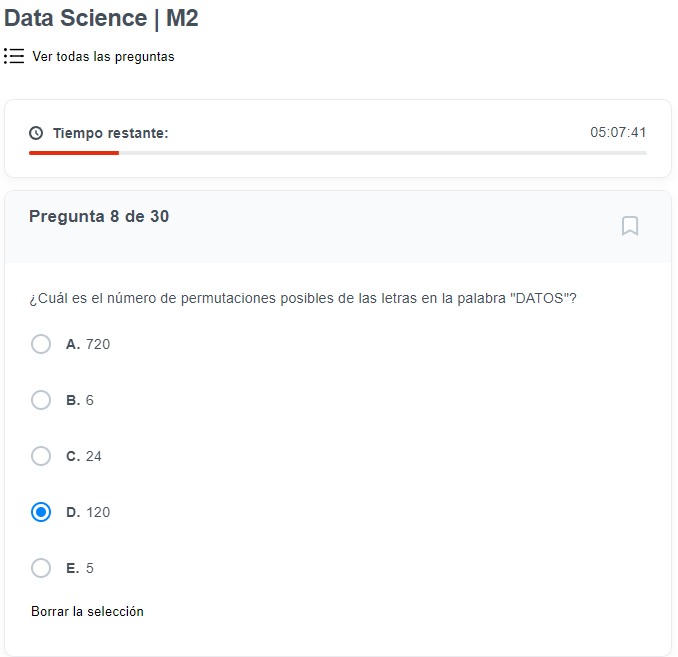 Data Science | M2
Ver todas las preguntas
Tiempo restante:
05:07:41
Pregunta 8 de 30
¿Cuál es el número de permutaciones posibles de las letras en la palabra "DATOS"?
A. 720
B. 6
C. 24
D. 120
E. 5
Borrar la selección